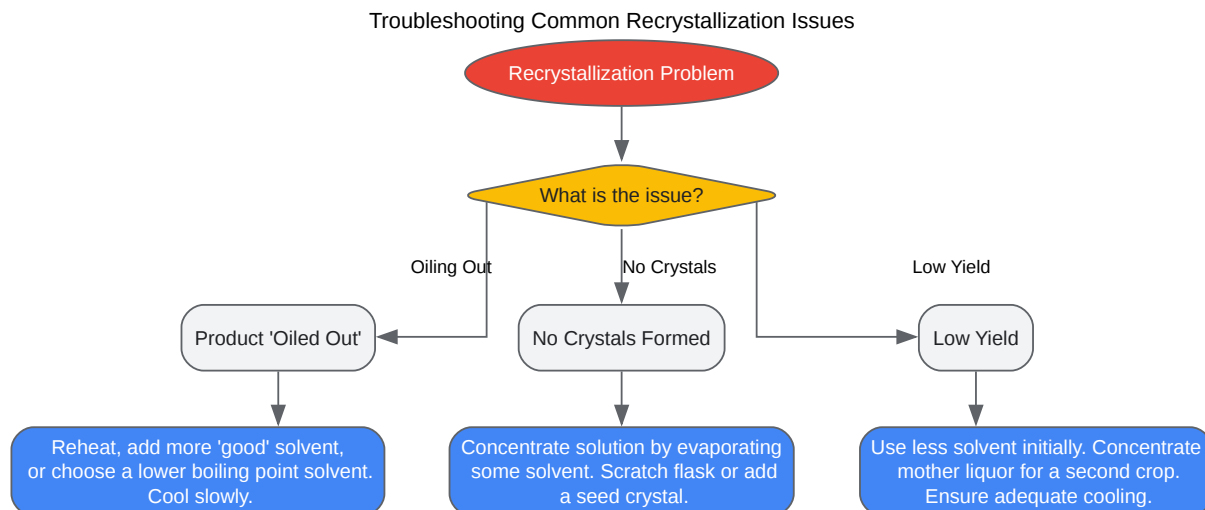 Troubleshooting Common Recrystallization Issues
Recrystallization Problem
What is the issue?
Oiling Out
No Crystals
Low Yield
Product 'Oiled Out'
No Crystals Formed
Low Yield
Reheat, add more 'good' solvent,
or choose a lower boiling point solvent.
Cool slowly.
Concentrate solution by evaporating
some solvent. Scratch flask or add
a seed crystal.
Use less solvent initially. Concentrate
mother liquor for a second crop.
Ensure adequate cooling.